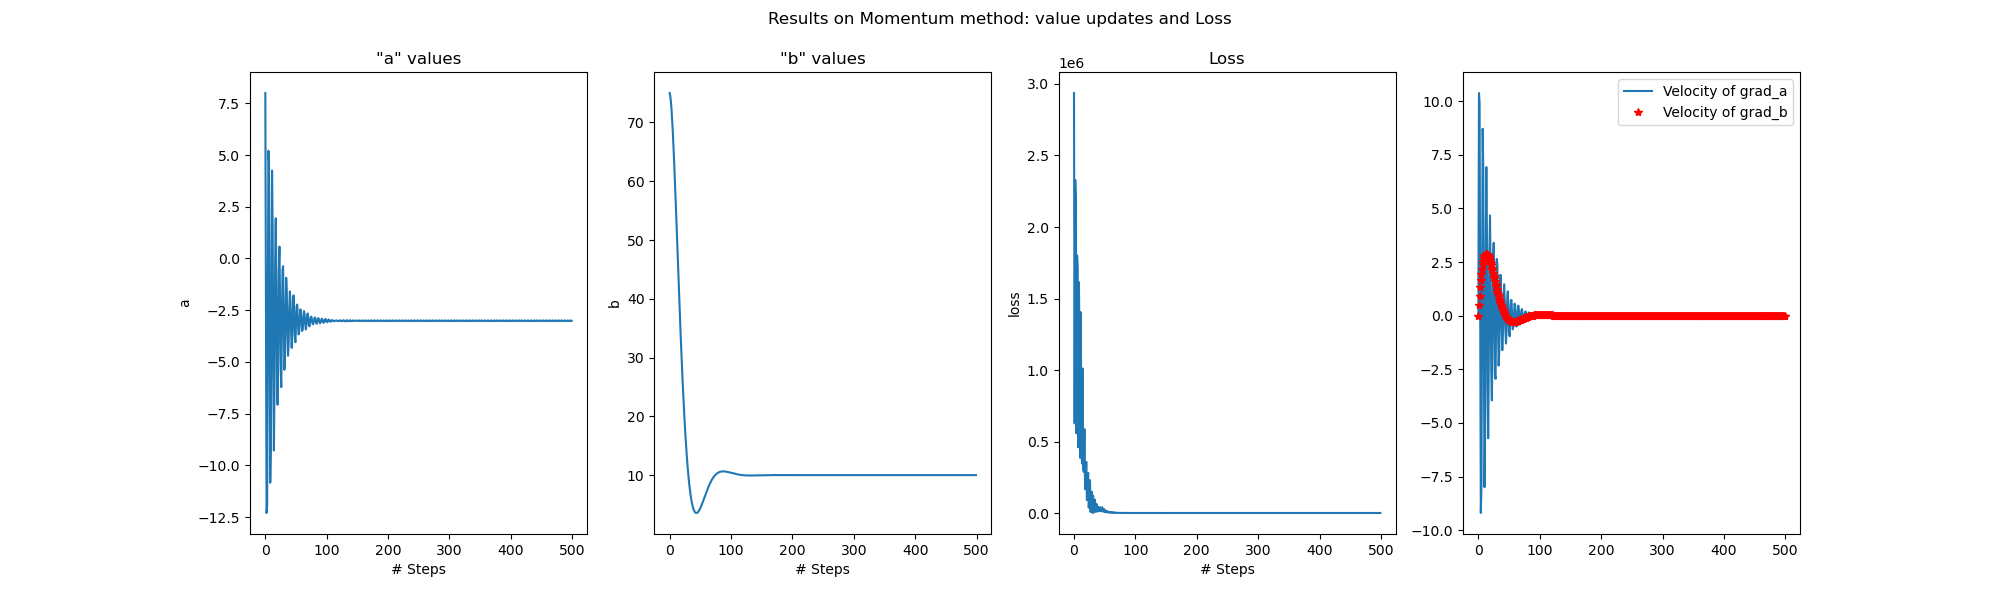 Results on Momentum method: value updates and Loss
"a" values
7.5
5.0
2.5
0.0
−2.5
−5.0
−7.5
−10.0
−12.5
a
0 100 200 300 400 500
# Steps
"b" values
70
60
50
40
30
20
10
b
0 100 200 300 400 500
# Steps
Loss
1e6
3.0
2.5
2.0
1.5
1.0
0.5
0.0
loss
0 100 200 300 400 500
# Steps
Velocity of grad_a
Velocity of grad_b
10.0
7.5
5.0
2.5
0.0
−2.5
−5.0
−7.5
−10.0
0 100 200 300 400 500